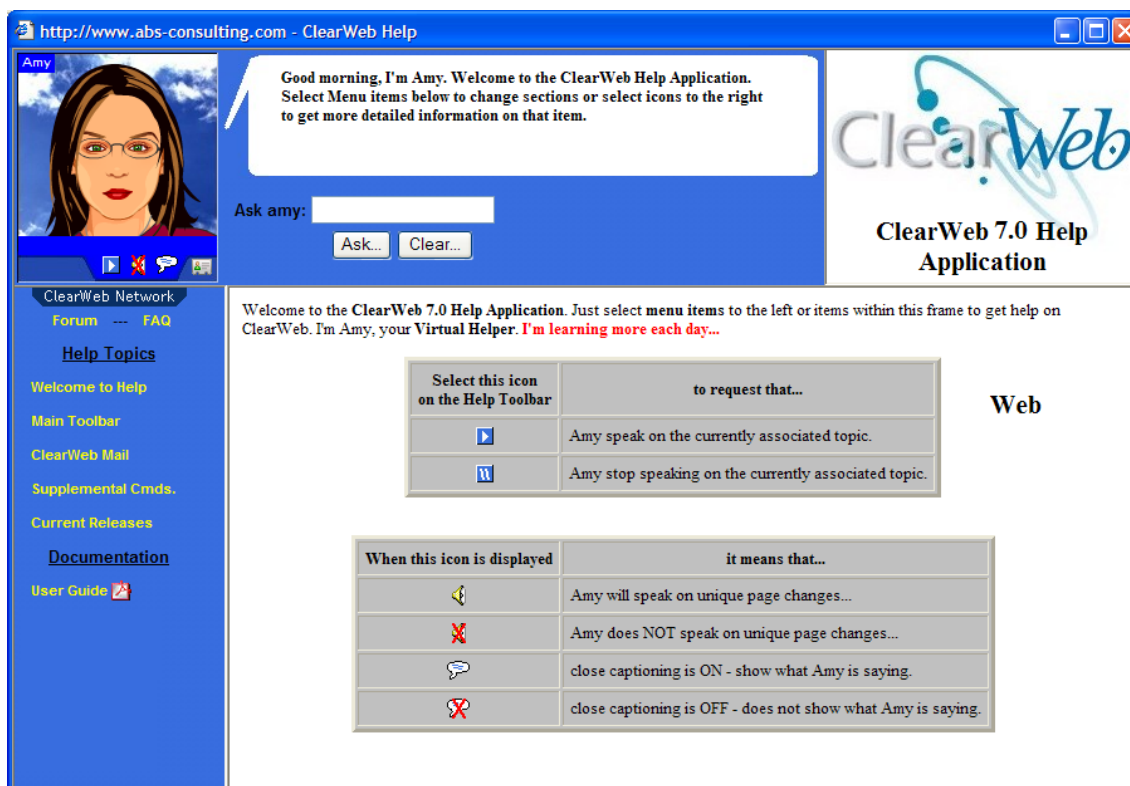 http://www.abs-consulting.com - ClearWeb Help
Amy
Good morning, I'm Amy. Welcome to the ClearWeb Help Application.
Select Menu items below to change sections or select icons to the right
to get more detailed information on that item.
Ask amy:
Ask... Clear...
ClearWeb
ClearWeb 7.0 Help
Application
ClearWeb Network
Forum --- FAQ
Help Topics
Welcome to Help
Main Toolbar
ClearWeb Mail
Supplemental Cmds.
Current Releases
Documentation
User Guide
Welcome to the ClearWeb 7.0 Help Application. Just select menu items to the left or items within this frame to get help on
ClearWeb. I'm Amy, your Virtual Helper. I'm learning more each day...
Select this icon
on the Help Toolbar
to request that...
Amy speak on the currently associated topic.
Amy stop speaking on the currently associated topic.
Web
When this icon is displayed
it means that...
Amy will speak on unique page changes...
Amy does NOT speak on unique page changes...
close captioning is ON - show what Amy is saying.
close captioning is OFF - does not show what Amy is saying.